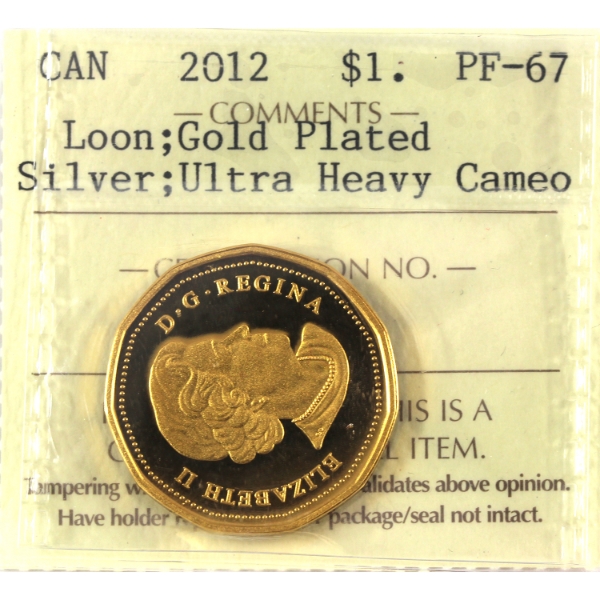 CAN 2012 $1. PF-67
— COMMENTS —
Loon;Gold Plated
Silver;Ultra Heavy Cameo
ON NO. —
ELIZABETH II D·G·REGINA
THIS IS A
ITEM.
Tampering
alidates above opinion.
Have holder
package/seal not intact.